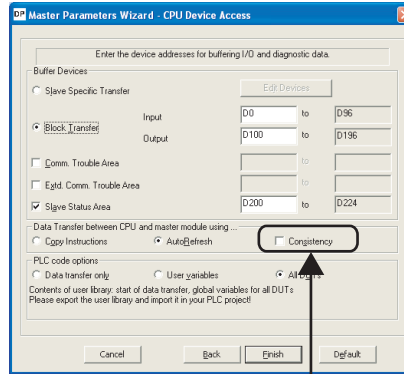 DP Master Parameters Wizard - CPU Device Access
Enter the device addresses for buffering I/O and diagnostic data.
Buffer Devices
Slave Specific Transfer
Edit Devices
Block Transfer
Input
D0 to D96
Output
D100 to D196
Comm. Trouble Area
to
Extd. Comm. Trouble Area
to
Slave Status Area
D200 to D224
Data Transfer between CPU and master module using ...
Copy Instructions
AutoRefresh
Consistency
PLC code options
Data transfer only
User variables
All DUTs
Contents of user library: start of data transfer, global variables for all DUTs
Please export the user library and import it in your PLC project!
Cancel
Back
Finish
Default